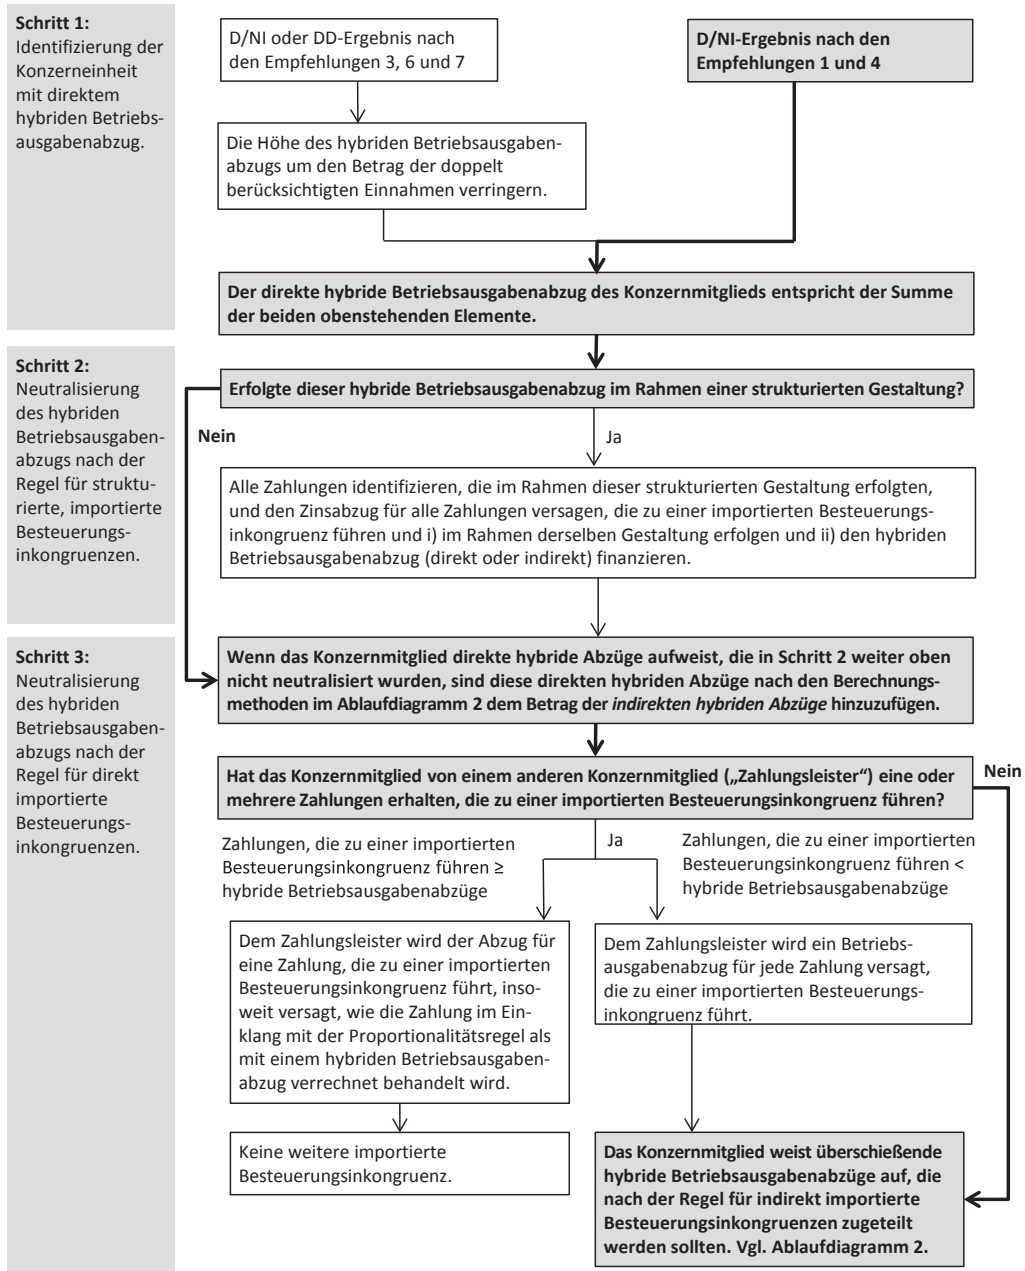 Schritt 1:
Identifizierung der
Konzerneinheit
mit direktem
hybriden Betriebs-
ausgabenabzug.
D/NI oder DD-Ergebnis nach
den Empfehlungen 3, 6 und 7
D/NI-Ergebnis nach den
Empfehlungen 1 und 4
Die Höhe des hybriden Betriebsausgaben-
abzugs um den Betrag der doppelt
berücksichtigten Einnahmen verringern.
Der direkte hybride Betriebsausgabenabzug des Konzernmitglieds entspricht der Summe
der beiden obenstehenden Elemente.
Schritt 2:
Neutralisierung
des hybriden
Betriebsausgaben-
abzugs nach der
Regel für struktu-
rierte, importierte
Besteuerungs-
inkongruenzen.
Erfolgte dieser hybride Betriebsausgabenabzug im Rahmen einer strukturierten Gestaltung?
Nein
Ja
Alle Zahlungen identifizieren, die im Rahmen dieser strukturierten Gestaltung erfolgten,
und den Zinsabzug für alle Zahlungen versagen, die zu einer importierten Besteuerungs-
inkongruenz führen und i) im Rahmen derselben Gestaltung erfolgen und ii) den hybriden
Betriebsausgabenabzug (direkt oder indirekt) finanzieren.
Schritt 3:
Neutralisierung
des hybriden
Betriebsausgaben-
abzugs nach der
Regel für direkt
importierte
Besteuerungs-
inkongruenzen.
Wenn das Konzernmitglied direkte hybride Abzüge aufweist, die in Schritt 2 weiter oben
nicht neutralisiert wurden, sind diese direkten hybriden Abzüge nach den Berechnungs-
methoden im Ablaufdiagramm 2 dem Betrag der indirekten hybriden Abzüge hinzuzufügen.
Hat das Konzernmitglied von einem anderen Konzernmitglied („Zahlungsleister“) eine oder
mehrere Zahlungen erhalten, die zu einer importierten Besteuerungsinkongruenz führen?
Nein
Zahlungen, die zu einer importierten
Besteuerungsinkongruenz führen ≥
hybride Betriebsausgabenabzüge
Ja
Zahlungen, die zu einer importierten
Besteuerungsinkongruenz führen <
hybride Betriebsausgabenabzüge
Dem Zahlungsleister wird der Abzug für
eine Zahlung, die zu einer importierten
Besteuerungsinkongruenz führt, inso-
weit versagt, wie die Zahlung im Ein-
klang mit der Proportionalitätsregel als
mit einem hybriden Betriebsausgaben-
abzug verrechnet behandelt wird.
Dem Zahlungsleister wird ein Betriebs-
ausgabenabzug für jede Zahlung versagt,
die zu einer importierten Besteuerungs-
inkongruenz führt.
Keine weitere importierte
Besteuerungsinkongruenz.
Das Konzernmitglied weist überschießende
hybride Betriebsausgabenabzüge auf, die
nach der Regel für indirekt importierte
Besteuerungsinkongruenzen zugeteilt
werden sollten. Vgl. Ablaufdiagramm 2.